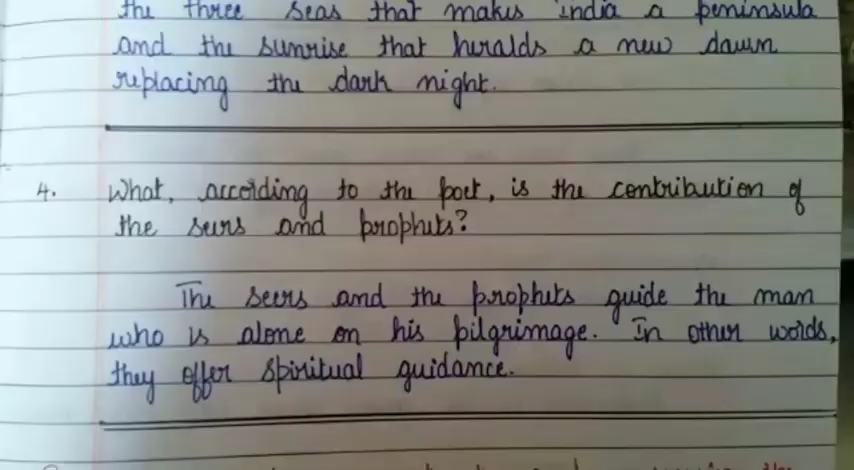 the three seas that makes india a peninsula
and the sunrise that heralds a new dawn
replacing the dark night.
4. What, according to the poet, is the contribution of
the seers and prophets?
The seers and the prophets guide the man
who is alone on his pilgrimage. In other words,
they offer spiritual guidance.